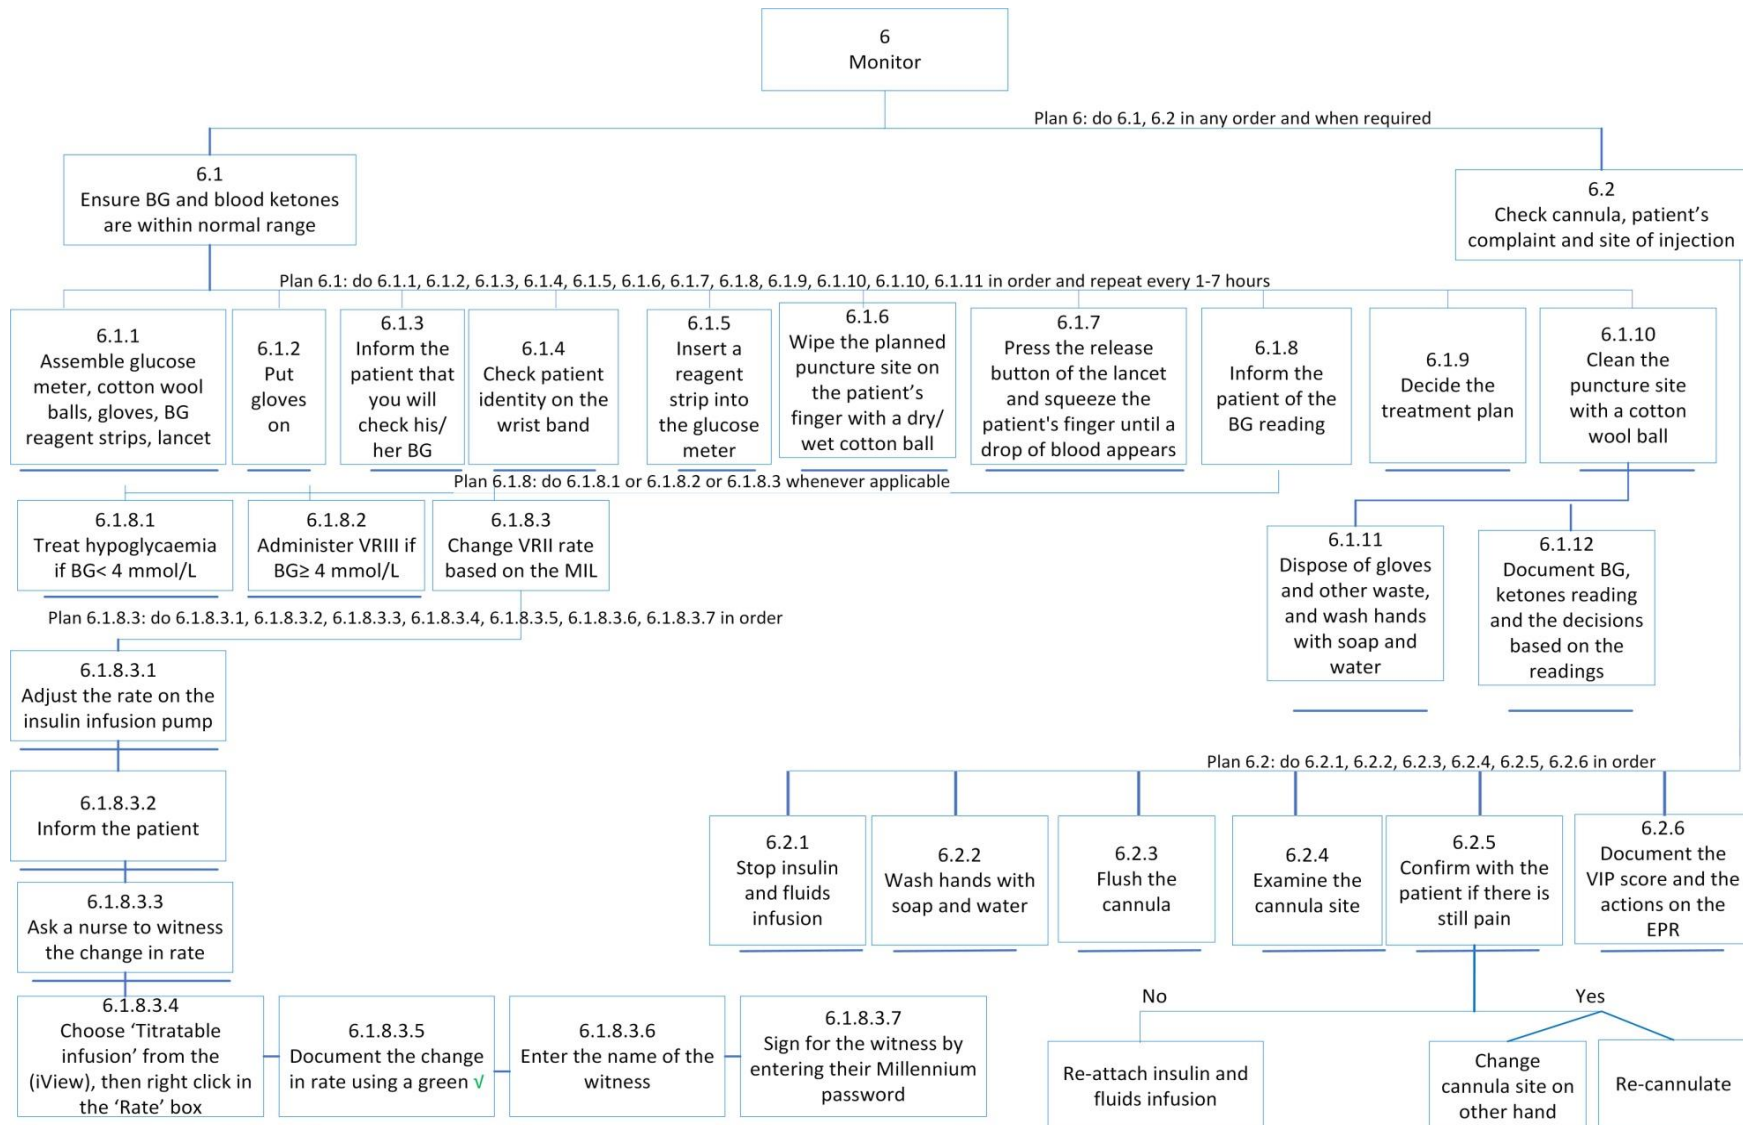 6
Monitor
Plan 6: do 6.1, 6.2 in any order and when required
6.1
Ensure BG and blood ketones
are within normal range
6.2
Check cannula, patient's
complaint and site of injection
Plan 6.1: do 6.1.1, 6.1.2, 6.1.3, 6.1.4, 6.1.5, 6.1.6, 6.1.7, 6.1.8, 6.1.9, 6.1.10, 6.1.10, 6.1.11 in order and repeat every 1-7 hours
6.1.1
Assemble glucose
meter, cotton wool
balls, gloves, BG
reagent strips, lancet
6.1.2
Put
gloves
on
6.1.3
Inform the
patient that
you will
check his/
her BG
6.1.4
Check patient
identity on the
wrist band
6.1.5
Insert a
reagent
strip into
the glucose
meter
6.1.6
Wipe the planned
puncture site on
the patient's
finger with a dry/
wet cotton ball
6.1.7
Press the release
button of the lancet
and squeeze the
patient's finger until a
drop of blood appears
6.1.8
Inform the
patient of the
BG reading
6.1.9
Decide the
treatment plan
6.1.10
Clean the
puncture site
with a cotton
wool ball
Plan 6.1.8: do 6.1.8.1 or 6.1.8.2 or 6.1.8.3 whenever applicable
6.1.8.1
Treat hypoglycaemia
if BG< 4 mmol/L
6.1.8.2
Administer VRIII if
BG≥ 4 mmol/L
6.1.8.3
Change VRII rate
based on the MIL
6.1.11
Dispose of gloves
and other waste,
and wash hands
with soap and
water
6.1.12
Document BG,
ketones reading
and the decisions
based on the
readings
Plan 6.1.8.3: do 6.1.8.3.1, 6.1.8.3.2, 6.1.8.3.3, 6.1.8.3.4, 6.1.8.3.5, 6.1.8.3.6, 6.1.8.3.7 in order
6.1.8.3.1
Adjust the rate on the
insulin infusion pump
6.1.8.3.2
Inform the patient
6.1.8.3.3
Ask a nurse to witness
the change in rate
6.1.8.3.4
Choose 'Titratable
infusion' from the
(iView), then right click in
the 'Rate' box
6.1.8.3.5
Document the change
in rate using a green √
6.1.8.3.6
Enter the name of the
witness
6.1.8.3.7
Sign for the witness by
entering their Millennium
password
Plan 6.2: do 6.2.1, 6.2.2, 6.2.3, 6.2.4, 6.2.5, 6.2.6 in order
6.2.1
Stop insulin
and fluids
infusion
6.2.2
Wash hands with
soap and water
6.2.3
Flush the
cannula
6.2.4
Examine the
cannula site
6.2.5
Confirm with the
patient if there is
still pain
6.2.6
Document the
VIP score and the
actions on the
EPR
No
Yes
Re-attach insulin and
fluids infusion
Change
cannula site on
other hand
Re-cannulate